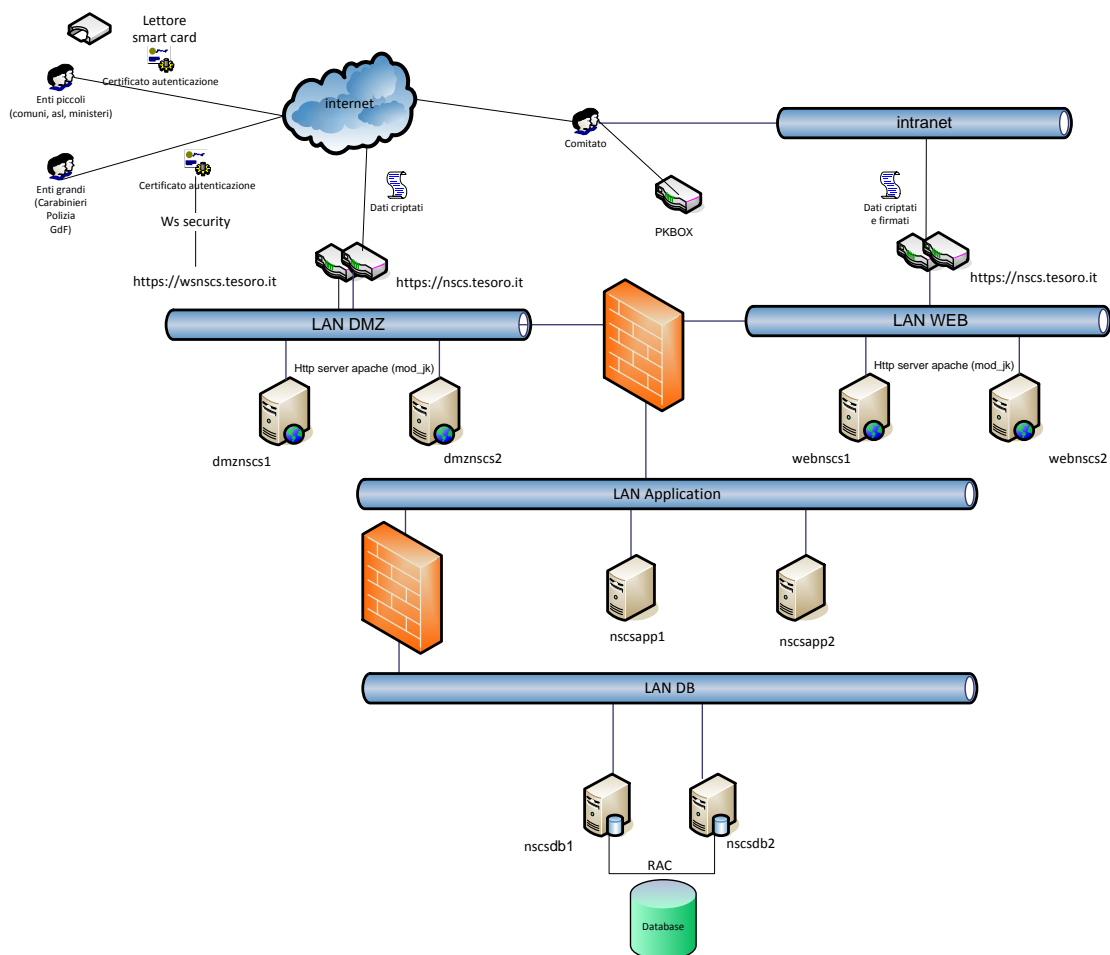 Lettore
smart card
Certificato autenticazione
Enti piccoli
(comuni, asl, ministeri)
internet
Comitato
intranet
Enti grandi
(Carabinieri
Polizia
GdF)
Certificato autenticazione
Ws security
https://wsnscs.tesoro.it
Dati criptati
https://nscs.tesoro.it
PKBOX
Dati criptati
e firmati
https://nscs.tesoro.it
LAN DMZ
LAN WEB
Http server apache (mod_jk)
Http server apache (mod_jk)
dmznscs1
dmznscs2
webnscs1
webnscs2
LAN Application
nscsapp1
nscsapp2
LAN DB
nscsdb1
nscsdb2
RAC
Database